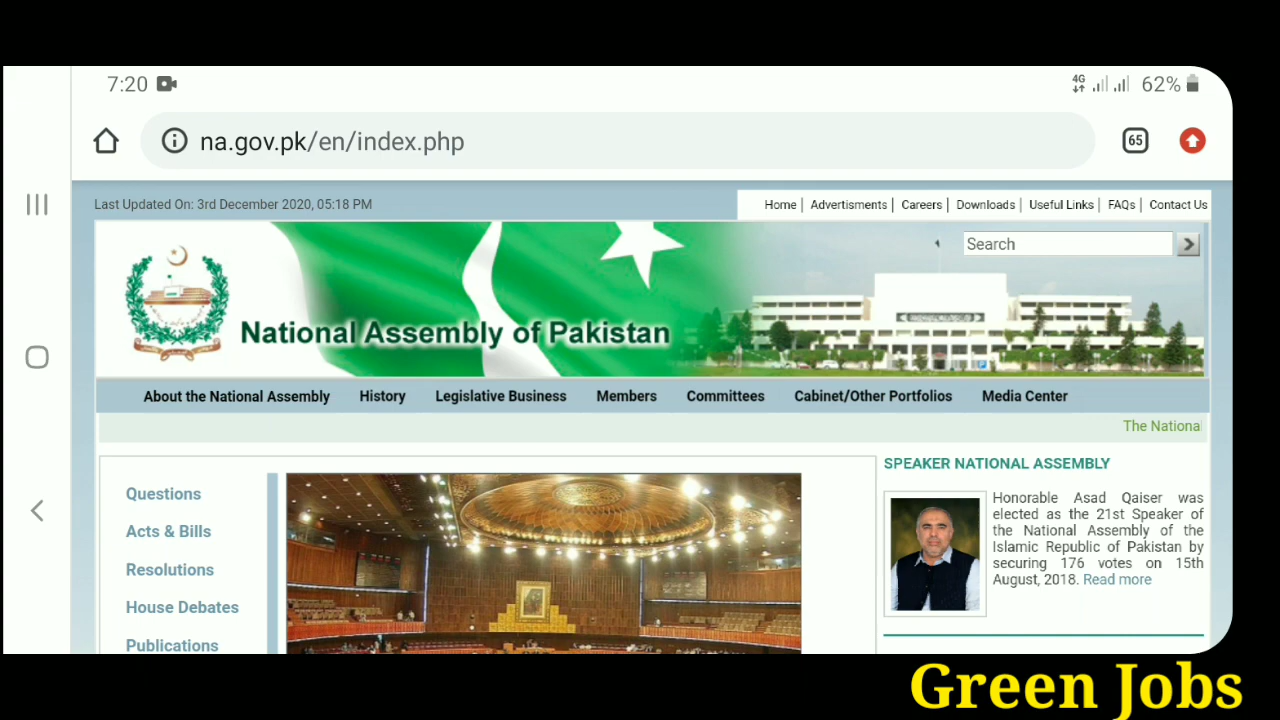 7:20
4G
62%
na.gov.pk/en/index.php
65
Last Updated On: 3rd December 2020, 05:18 PM
Home | Advertisments | Careers | Downloads | Useful Links | FAQs | Contact Us
Search
National Assembly of Pakistan
About the National Assembly History Legislative Business Members Committees Cabinet/Other Portfolios Media Center
The Nationa
Questions
Acts & Bills
Resolutions
House Debates
Publications
SPEAKER NATIONAL ASSEMBLY
Honorable Asad Qaiser was
elected as the 21st Speaker of
the National Assembly of the
Islamic Republic of Pakistan by
securing 176 votes on 15th
August, 2018. Read more
Green Jobs